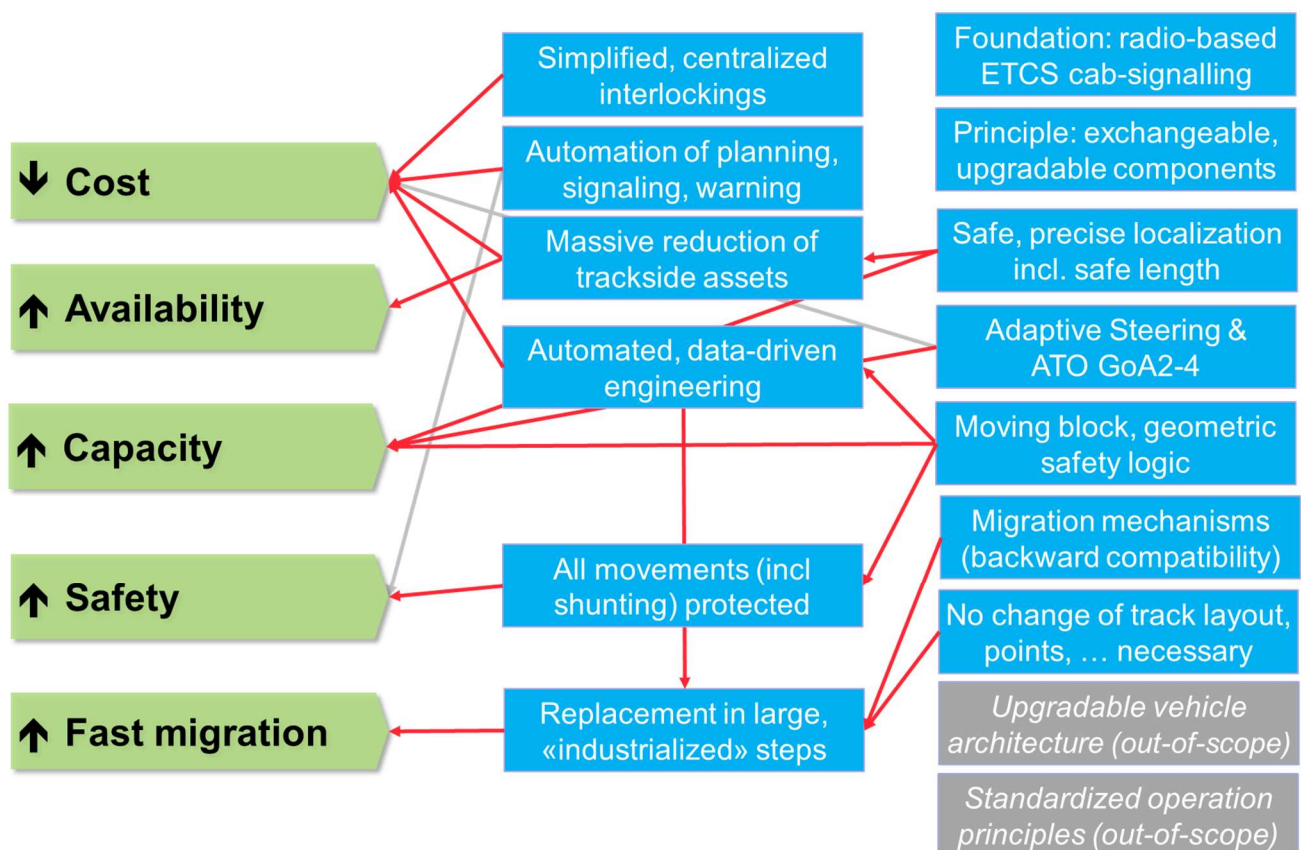 Cost
Availability
Capacity
Safety
Fast migration
Simplified, centralized
interlockings
Automation of planning,
signaling, warning
Massive reduction of
trackside assets
Automated, data-driven
engineering
All movements (incl
shunting) protected
Replacement in large,
«industrialized» steps
Foundation: radio-based
ETCS cab-signalling
Principle: exchangeable,
upgradable components
Safe, precise localization
incl. safe length
Adaptive Steering &
ATO GoA2-4
Moving block, geometric
safety logic
Migration mechanisms
(backward compatibility)
No change of track layout,
points, … necessary
Upgradable vehicle
architecture (out-of-scope)
Standardized operation
principles (out-of-scope)